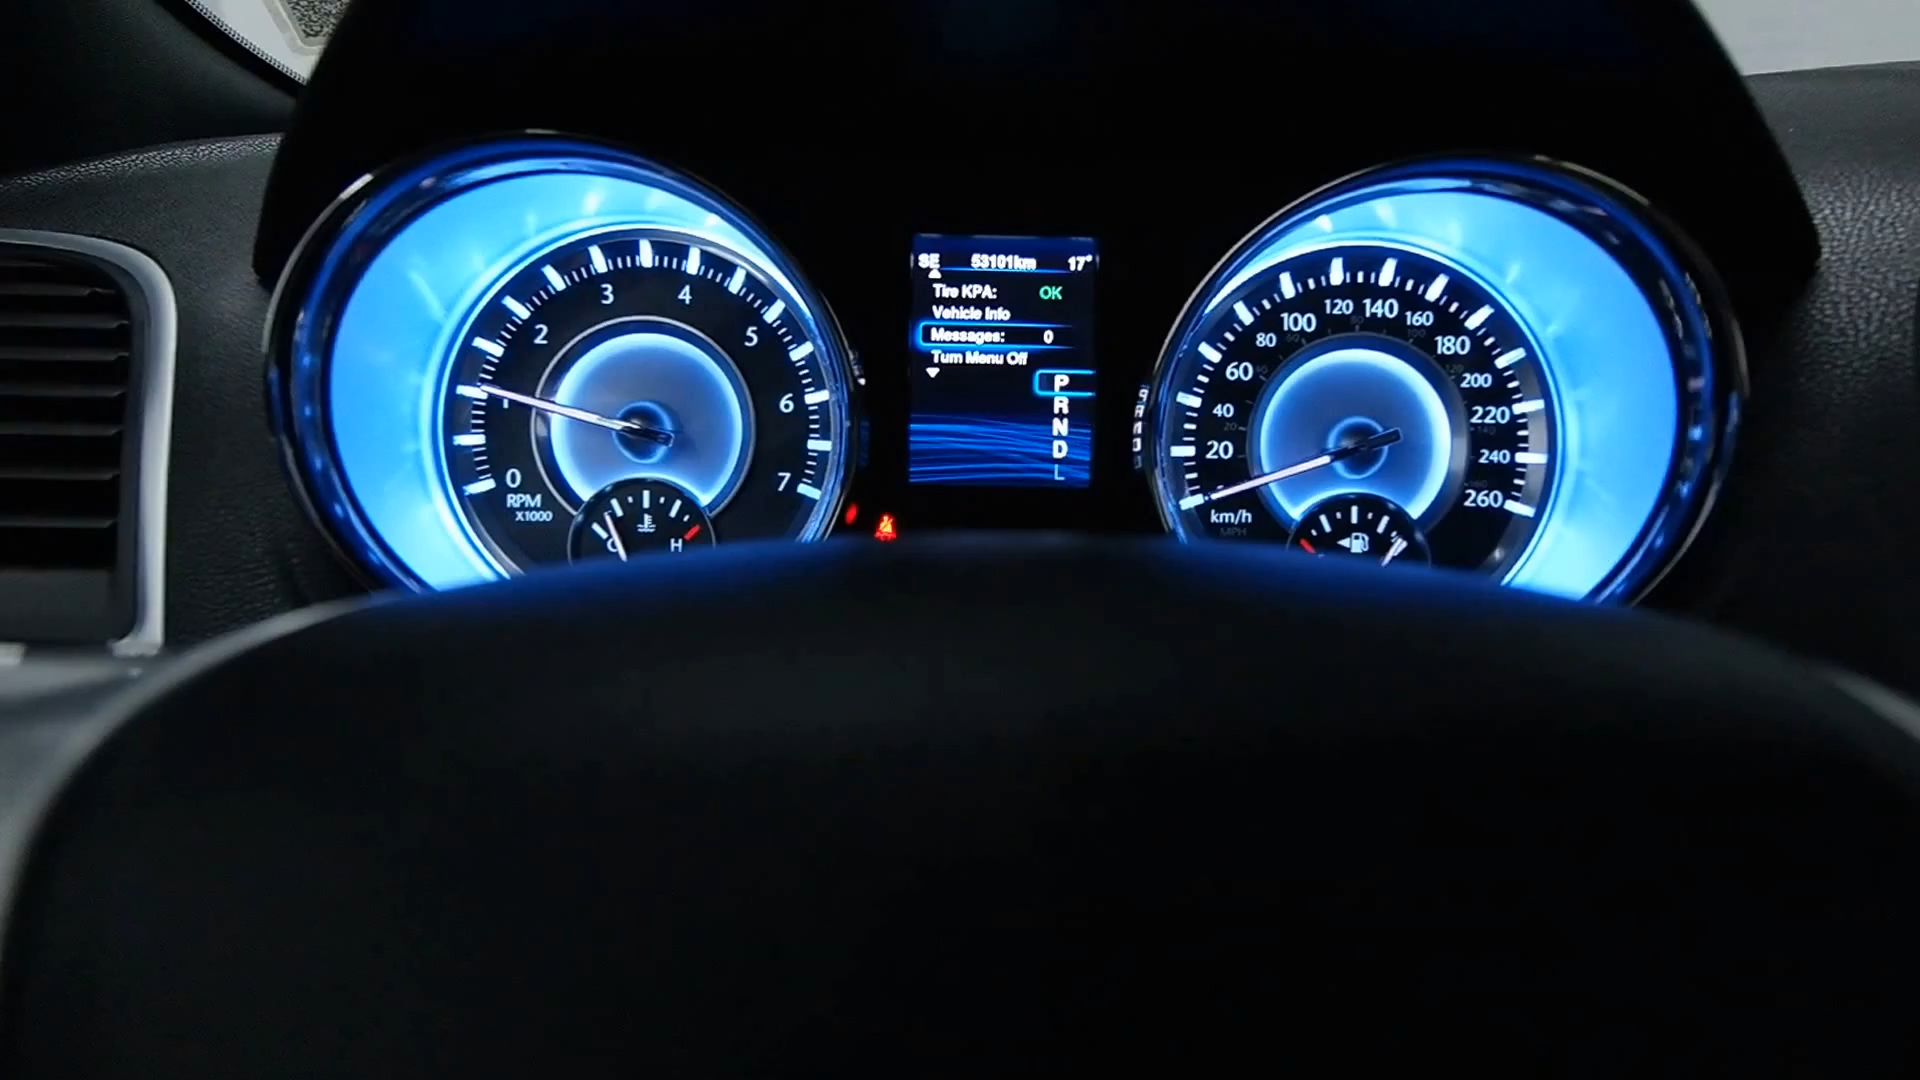 SE 53101km 17°
Tire KPA: OK
Vehicle Info
Messages: 0
Turn Menu Off
P
R
N
D
L
0
1
2
3
4
5
6
7
RPM
X1000
C H
20
40
60
80
100
120
140
160
180
200
220
240
260
km/h
MPH